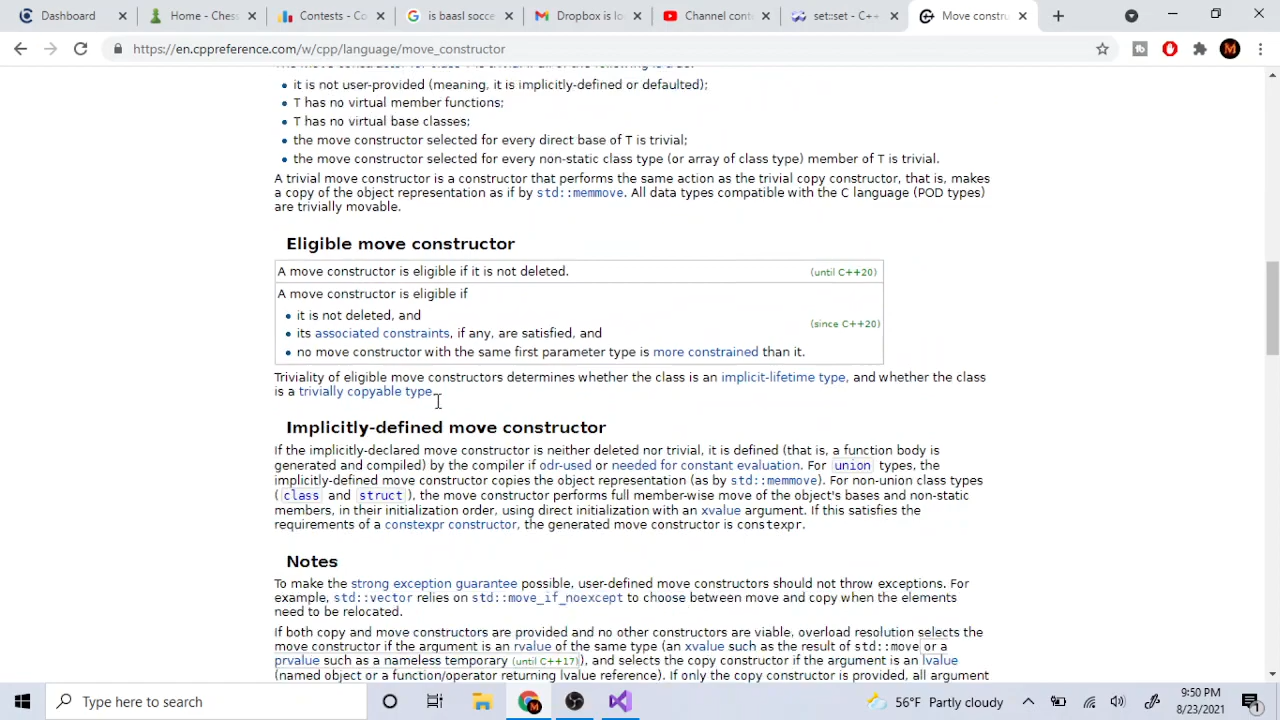 Dashboard
Home - Chess
Contests - Co
is baasl socce
Dropbox is lo
Channel cont
set::set - C++
Move constru
https://en.cppreference.com/w/cpp/language/move_constructor
it is not user-provided (meaning, it is implicitly-defined or defaulted);
T has no virtual member functions;
T has no virtual base classes;
the move constructor selected for every direct base of T is trivial;
the move constructor selected for every non-static class type (or array of class type) member of T is trivial.
A trivial move constructor is a constructor that performs the same action as the trivial copy constructor, that is, makes
a copy of the object representation as if by std::memmove. All data types compatible with the C language (POD types)
are trivially movable.
Eligible move constructor
A move constructor is eligible if it is not deleted. (until C++20)
A move constructor is eligible if
it is not deleted, and
(since C++20)
its associated constraints, if any, are satisfied, and
no move constructor with the same first parameter type is more constrained than it.
Triviality of eligible move constructors determines whether the class is an implicit-lifetime type, and whether the class
is a trivially copyable type.
Implicitly-defined move constructor
If the implicitly-declared move constructor is neither deleted nor trivial, it is defined (that is, a function body is
generated and compiled) by the compiler if odr-used or needed for constant evaluation. For union types, the
implicitly-defined move constructor copies the object representation (as by std::memmove). For non-union class types
(class and struct), the move constructor performs full member-wise move of the object's bases and non-static
members, in their initialization order, using direct initialization with an xvalue argument. If this satisfies the
requirements of a constexpr constructor, the generated move constructor is constexpr.
Notes
To make the strong exception guarantee possible, user-defined move constructors should not throw exceptions. For
example, std::vector relies on std::move_if_noexcept to choose between move and copy when the elements
need to be relocated.
If both copy and move constructors are provided and no other constructors are viable, overload resolution selects the
move constructor if the argument is an rvalue of the same type (an xvalue such as the result of std::move or a
prvalue such as a nameless temporary (until C++17)), and selects the copy constructor if the argument is an lvalue
(named object or a function/operator returning lvalue reference). If only the copy constructor is provided, all argument
Type here to search
56°F Partly cloudy
9:50 PM
8/23/2021